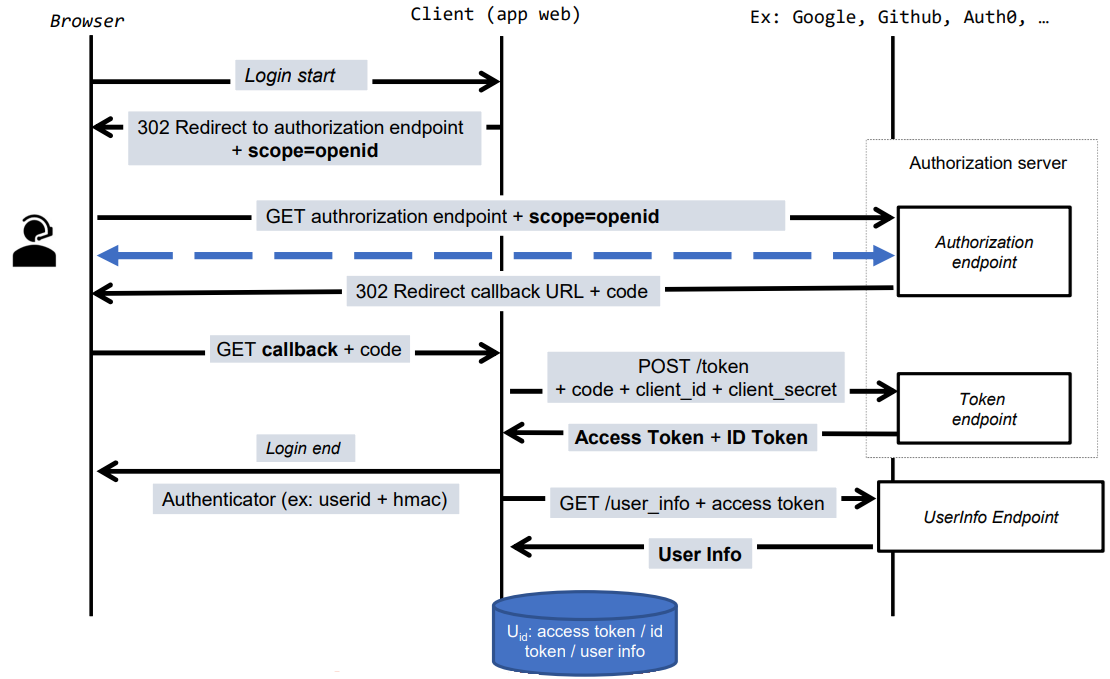 Browser
Client (app web)
Ex: Google, Github, Auth0, …
Login start
302 Redirect to authorization endpoint
+ scope=openid
Authorization server
GET authrorization endpoint + scope=openid
Authorization
endpoint
302 Redirect callback URL + code
GET callback + code
POST /token
+ code + client_id + client_secret
Token
endpoint
Access Token + ID Token
Login end
Authenticator (ex: userid + hmac)
GET /user_info + access token
UserInfo Endpoint
User Info
Uid: access token / id
token / user info